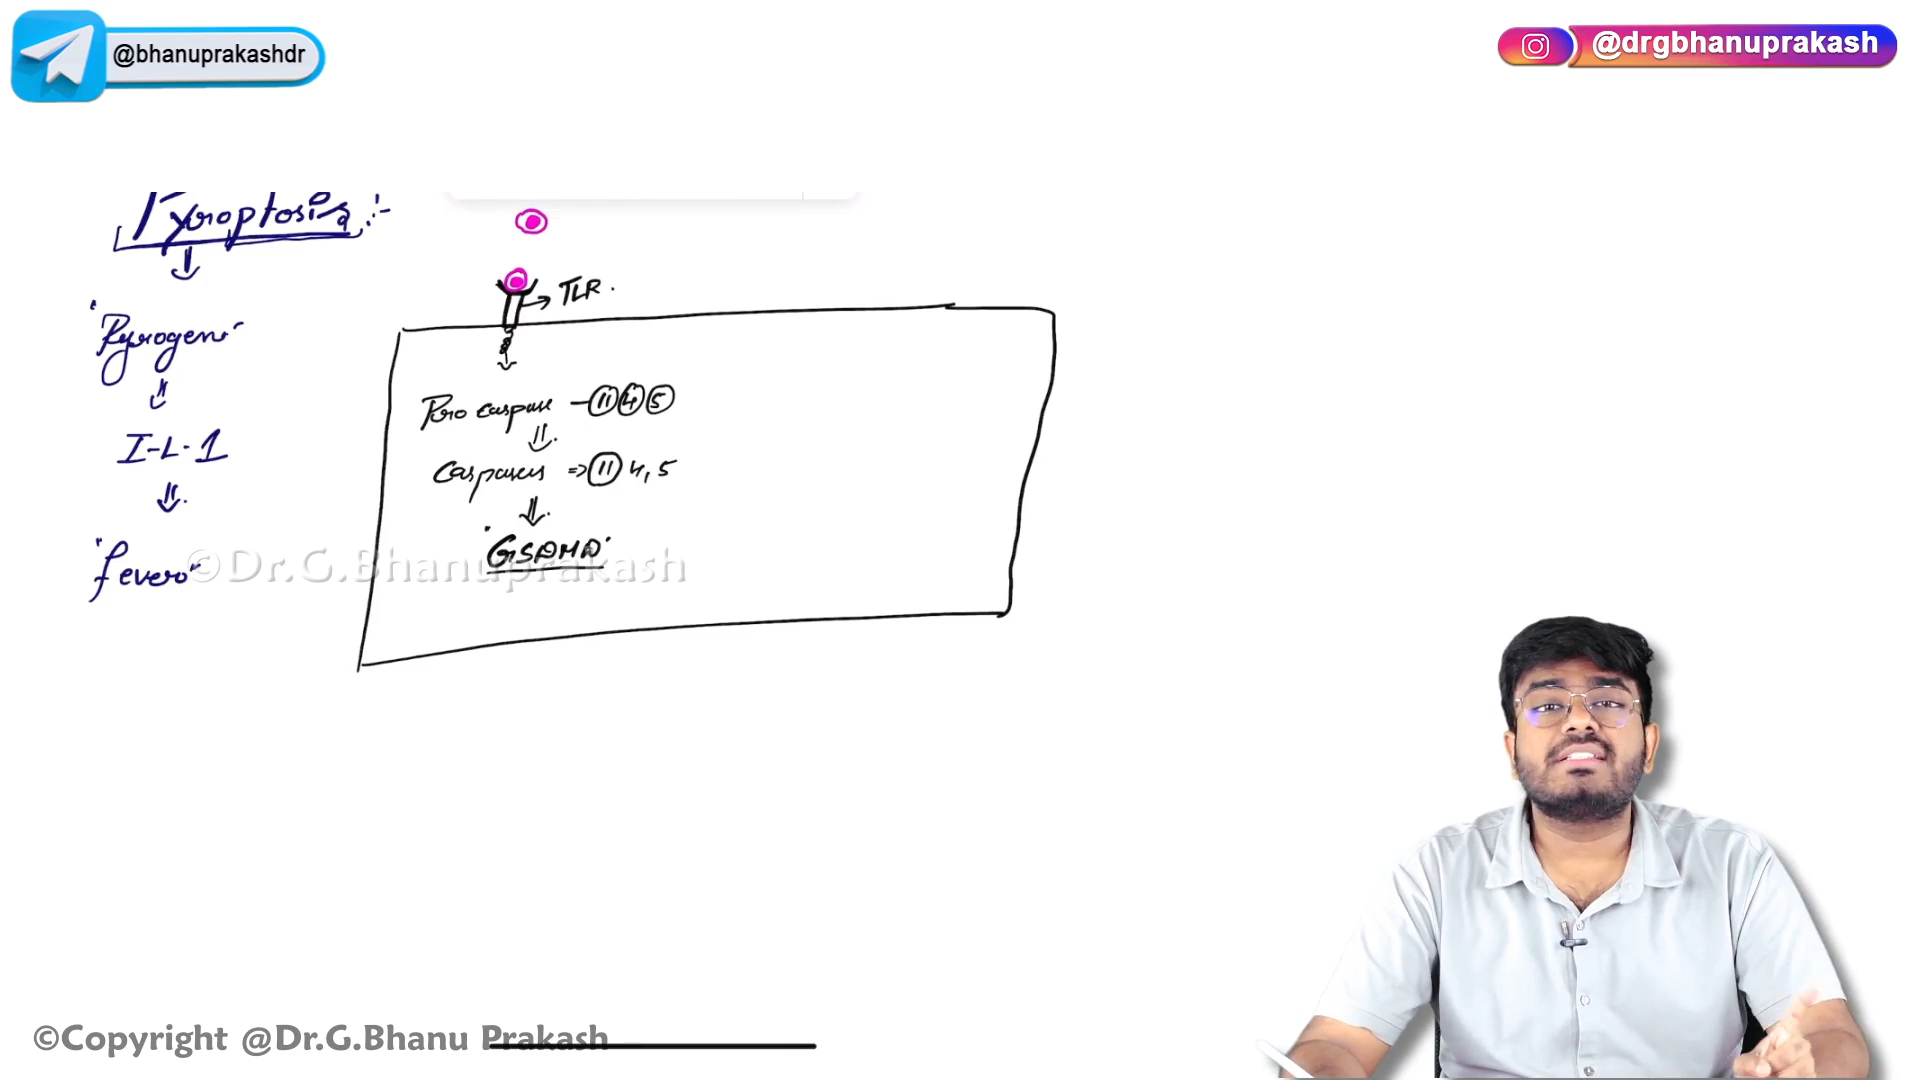 @bhanuprakashdr
@drgbhanuprakash
Pyroptosis :-
"Pyrogen"
I-L-1
"fever"
TLR.
Pro caspase - 11 4 5
Caspases => 11 4, 5
"GSDMD"
©Dr.G.Bhanuprakash
©Copyright @Dr.G.Bhanu Prakash